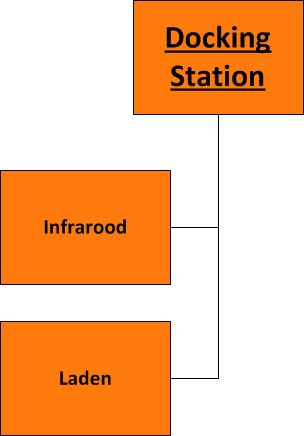 Docking
Station
Infrarood
Laden